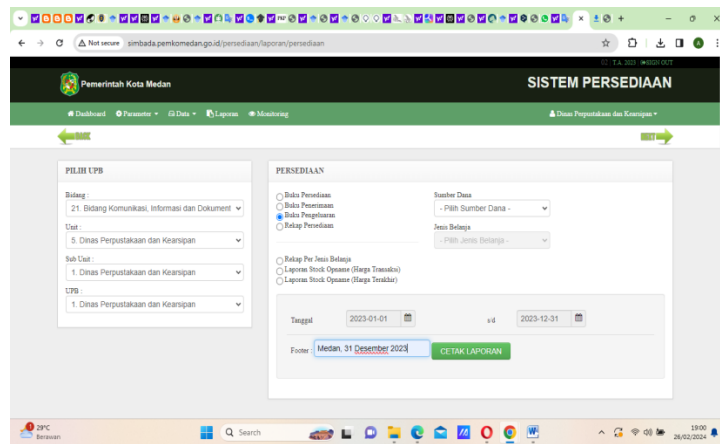 Not secure simbada.pemkomedan.go.id/persediaan/laporan/persediaan
T.A. 2023 SIGN OUT
Pemerintah Kota Medan
SISTEM PERSEDIAAN
Dashboard Parameter Data Laporan Monitoring
Dinas Perpustakaan dan Kearsipan
BACK
NEXT
PILIH UPB
Bidang :
21. Bidang Komunikasi, Informasi dan Dokument
Unit :
5. Dinas Perpustakaan dan Kearsipan
Sub Unit :
1. Dinas Perpustakaan dan Kearsipan
UPB :
1. Dinas Perpustakaan dan Kearsipan
PERSEDIAAN
Buku Persediaan
Buku Penerimaan
Buku Pengeluaran
Rekap Persediaan
Sumber Dana
- Pilih Sumber Dana -
Jenis Belanja
- Pilih Jenis Belanja -
Rekap Per Jenis Belanja
Laporan Stock Opname (Harga Transaksi)
Laporan Stock Opname (Harga Terakhir)
Tanggal 2023-01-01 s/d 2023-12-31
Footer : Medan, 31 Desember 2023
CETAK LAPORAN
29°C
Berawan
Search
19:00
26/02/2024